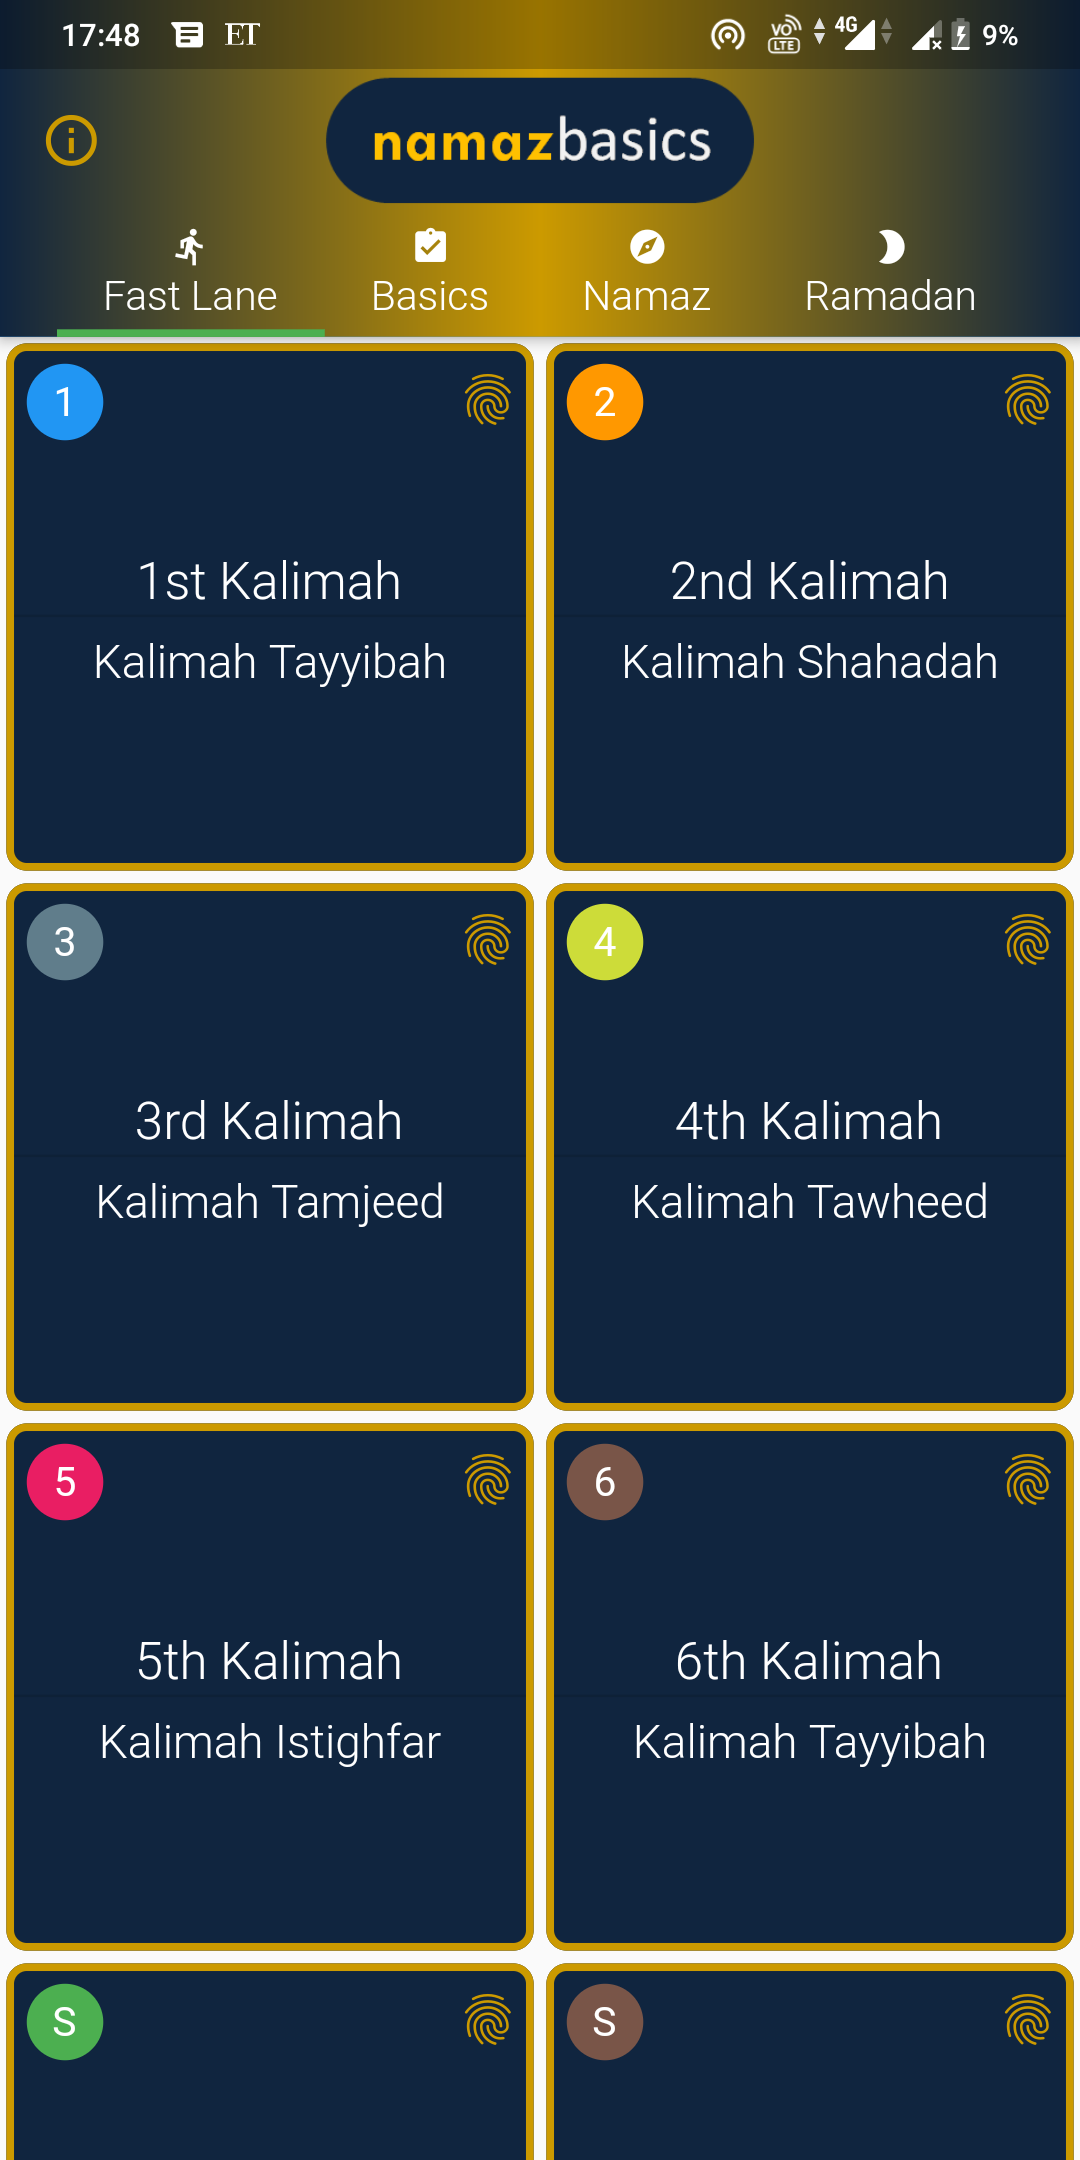 17:48 ET VO LTE 4G 9%
i
namazbasics
Fast Lane Basics Namaz Ramadan
1
1st Kalimah
Kalimah Tayyibah
2
2nd Kalimah
Kalimah Shahadah
3
3rd Kalimah
Kalimah Tamjeed
4
4th Kalimah
Kalimah Tawheed
5
5th Kalimah
Kalimah Istighfar
6
6th Kalimah
Kalimah Tayyibah
S
S